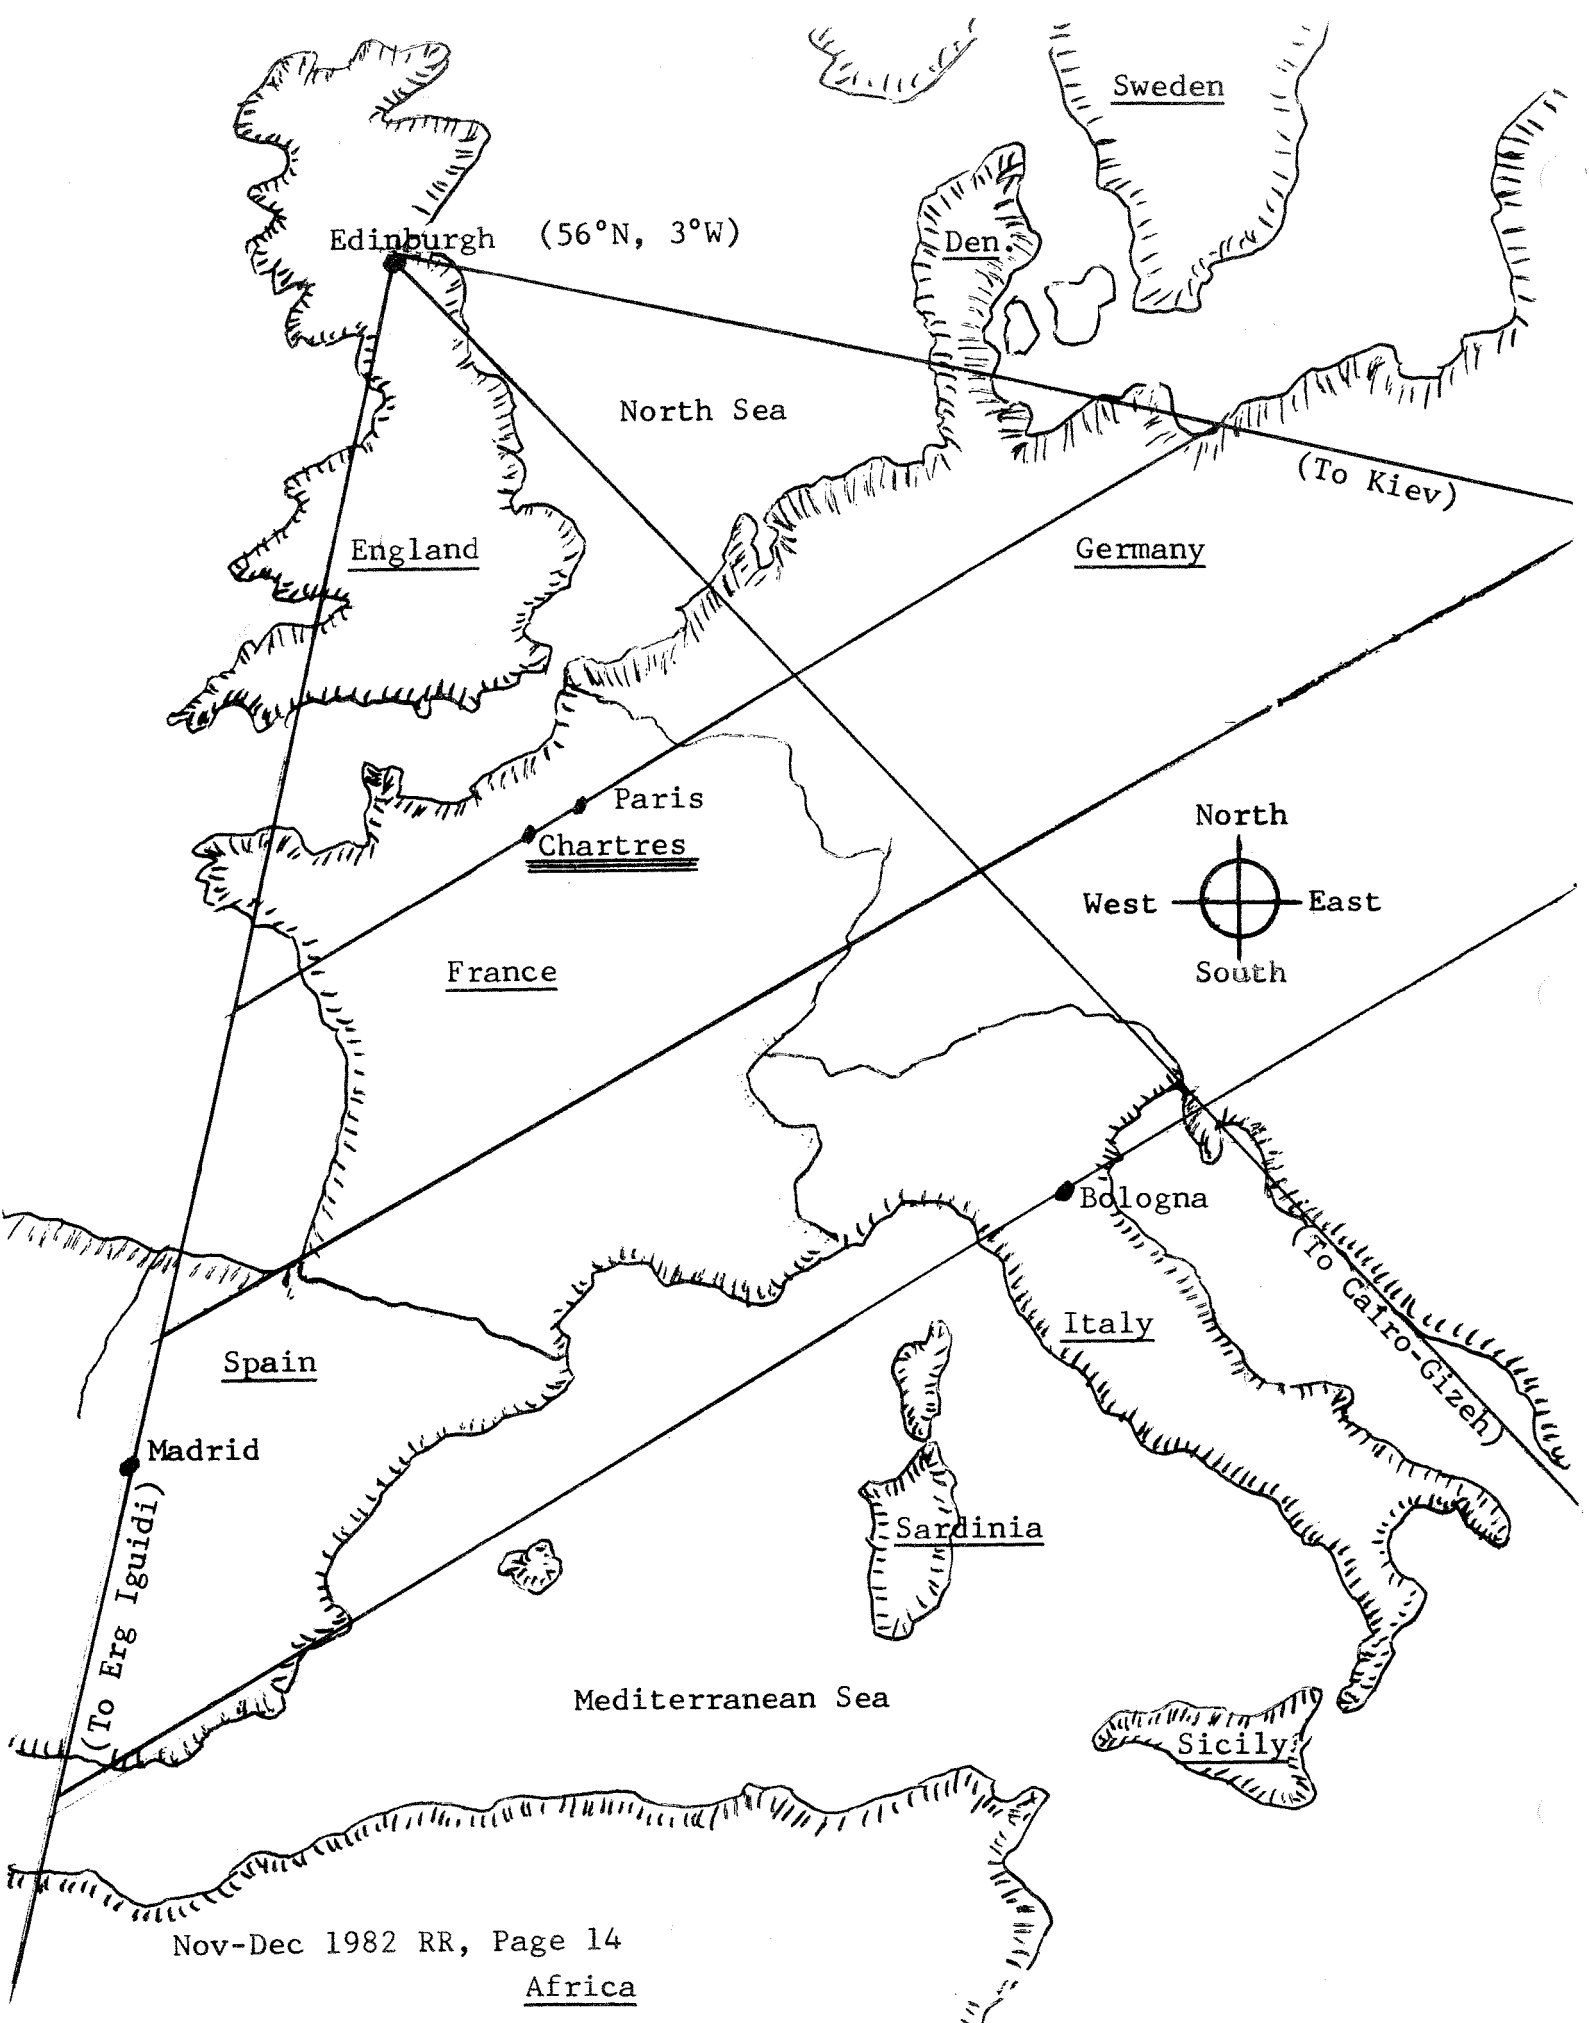 Sweden
Edinburgh (56°N, 3°W)
Den.
North Sea
(To Kiev)
England
Germany
Paris
Chartres
North
West East
South
France
Bologna
(To Cairo-Gizeh)
Italy
Spain
Madrid
(To Erg Iguidi)
Sardinia
Mediterranean Sea
Sicily
Nov-Dec 1982 RR, Page 14
Africa